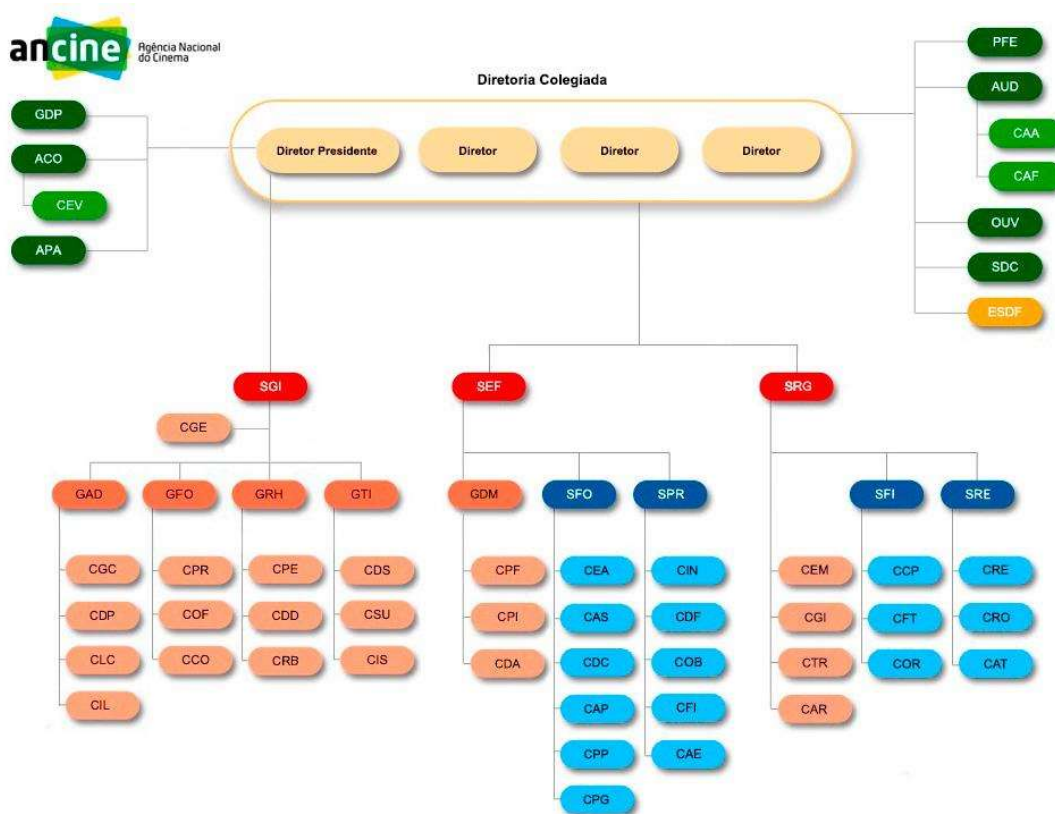 ancine
Agência Nacional
do Cinema
Diretoria Colegiada
Diretor Presidente
Diretor
Diretor
Diretor
GDP
ACO
CEV
APA
PFE
AUD
CAA
CAF
OUV
SDC
ESDF
SGI
SEF
SRG
CGE
GAD
GFO
GRH
GTI
GDM
SFO
SPR
SFI
SRE
CGC
CDP
CLC
CIL
CPR
COF
CCO
CPE
CDD
CRB
CDS
CSU
CIS
CPF
CPI
CDA
CEA
CAS
CDC
CAP
CPP
CPG
CIN
CDF
COB
CFI
CAE
CEM
CGI
CTR
CAR
CCP
CFT
COR
CRE
CRO
CAT